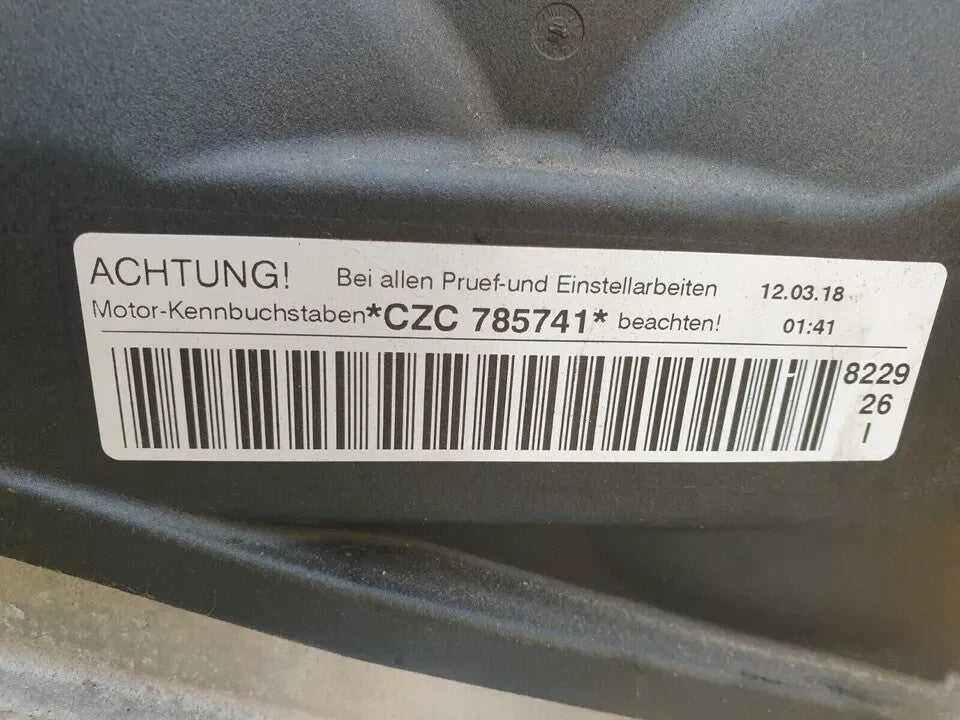 ACHTUNG! Bei allen Pruef-und Einstellarbeiten 12.03.18
Motor-Kennbuchstaben *CZC 785741* beachten! 01:41
8229
26
I